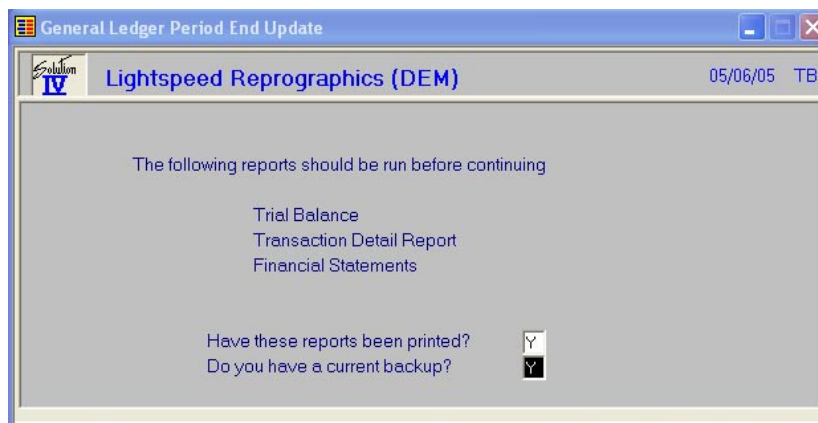 General Ledger Period End Update
Solution
IV
Lightspeed Reprographics (DEM) 05/06/05 TB
The following reports should be run before continuing
Trial Balance
Transaction Detail Report
Financial Statements
Have these reports been printed? Y
Do you have a current backup? Y